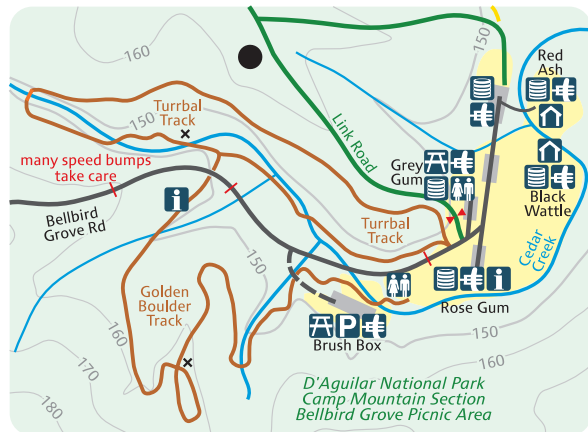 160
150
Red
Ash
Turrbal
Track
150
Link Road
many speed bumps
take care
Grey
Gum
i
Black
Wattle
Bellbird
Grove Rd
Turrbal
Track
Cedar
Creek
150
Golden
Boulder
Track
i
Rose Gum
P
150
Brush Box
160
160
170
180
D'Aguilar National Park
Camp Mountain Section
Bellbird Grove Picnic Area